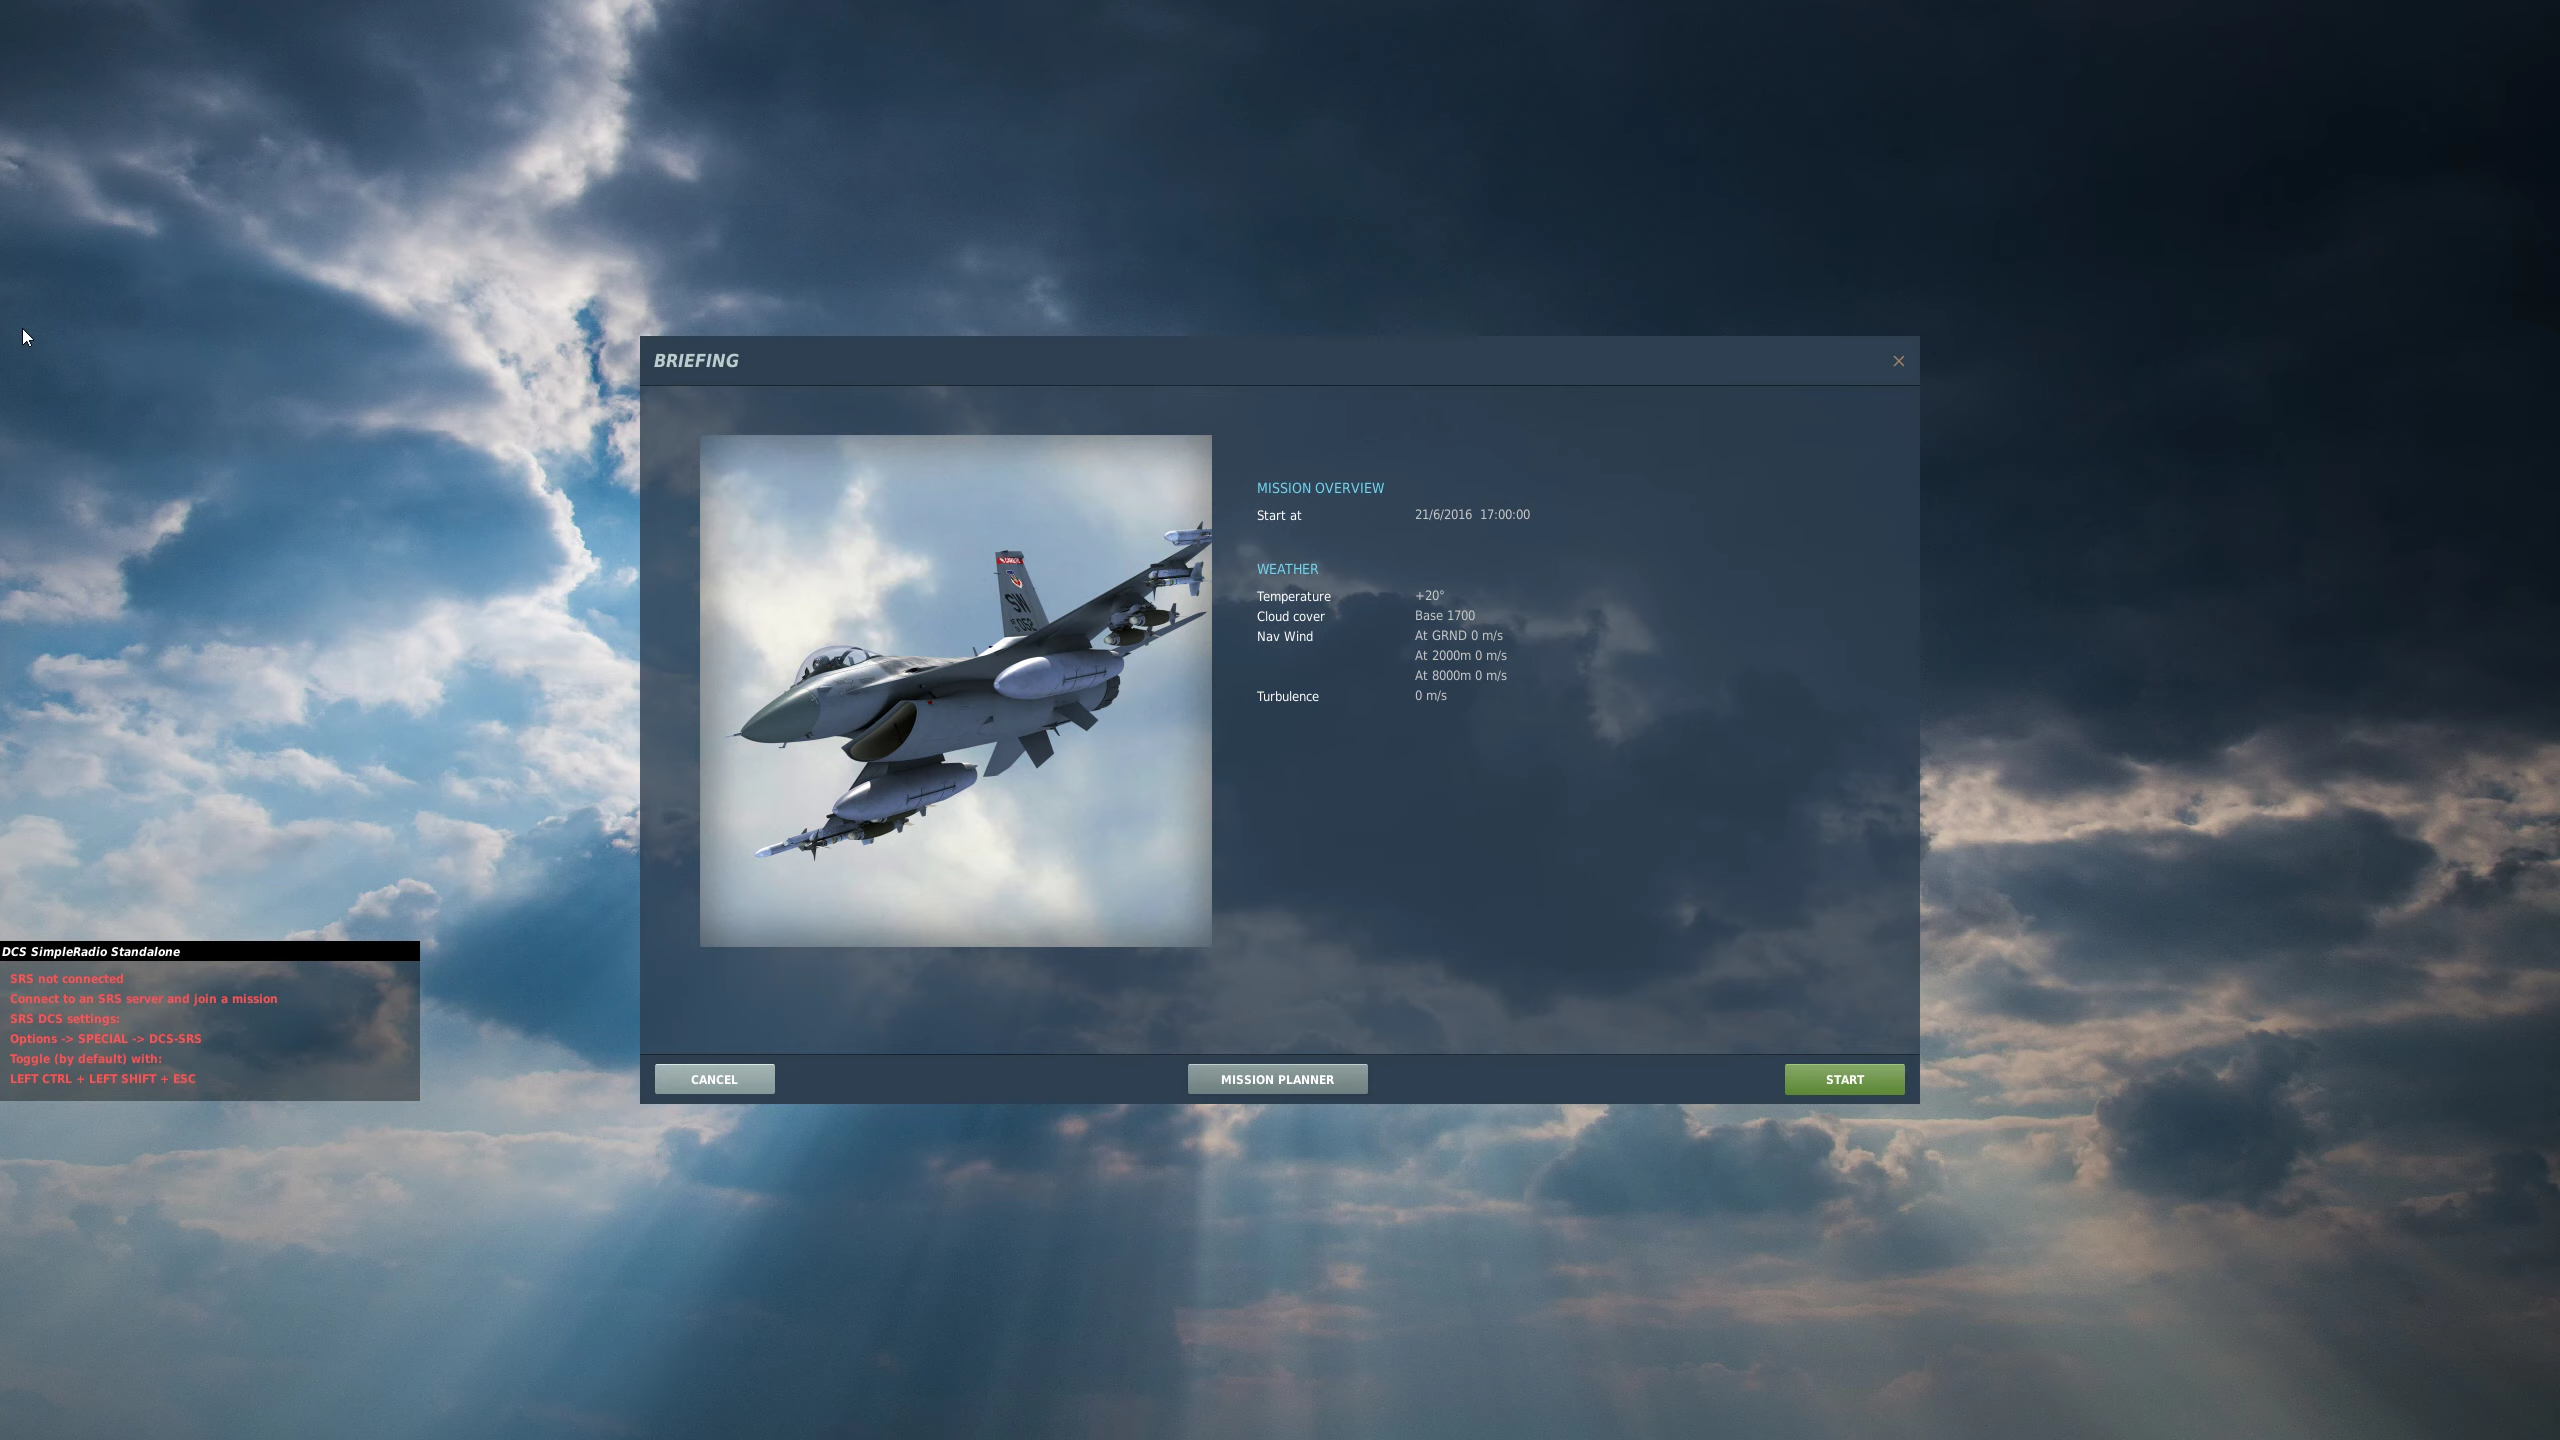 BRIEFING
MISSION OVERVIEW
Start at 21/6/2016 17:00:00
WEATHER
Temperature +20°
Cloud cover Base 1700
Nav Wind At GRND 0 m/s
At 2000m 0 m/s
At 8000m 0 m/s
Turbulence 0 m/s
SW
DCS SimpleRadio Standalone
SRS not connected
Connect to an SRS server and join a mission
SRS DCS settings:
Options -> SPECIAL -> DCS-SRS
Toggle (by default) with:
LEFT CTRL + LEFT SHIFT + ESC
CANCEL
MISSION PLANNER
START